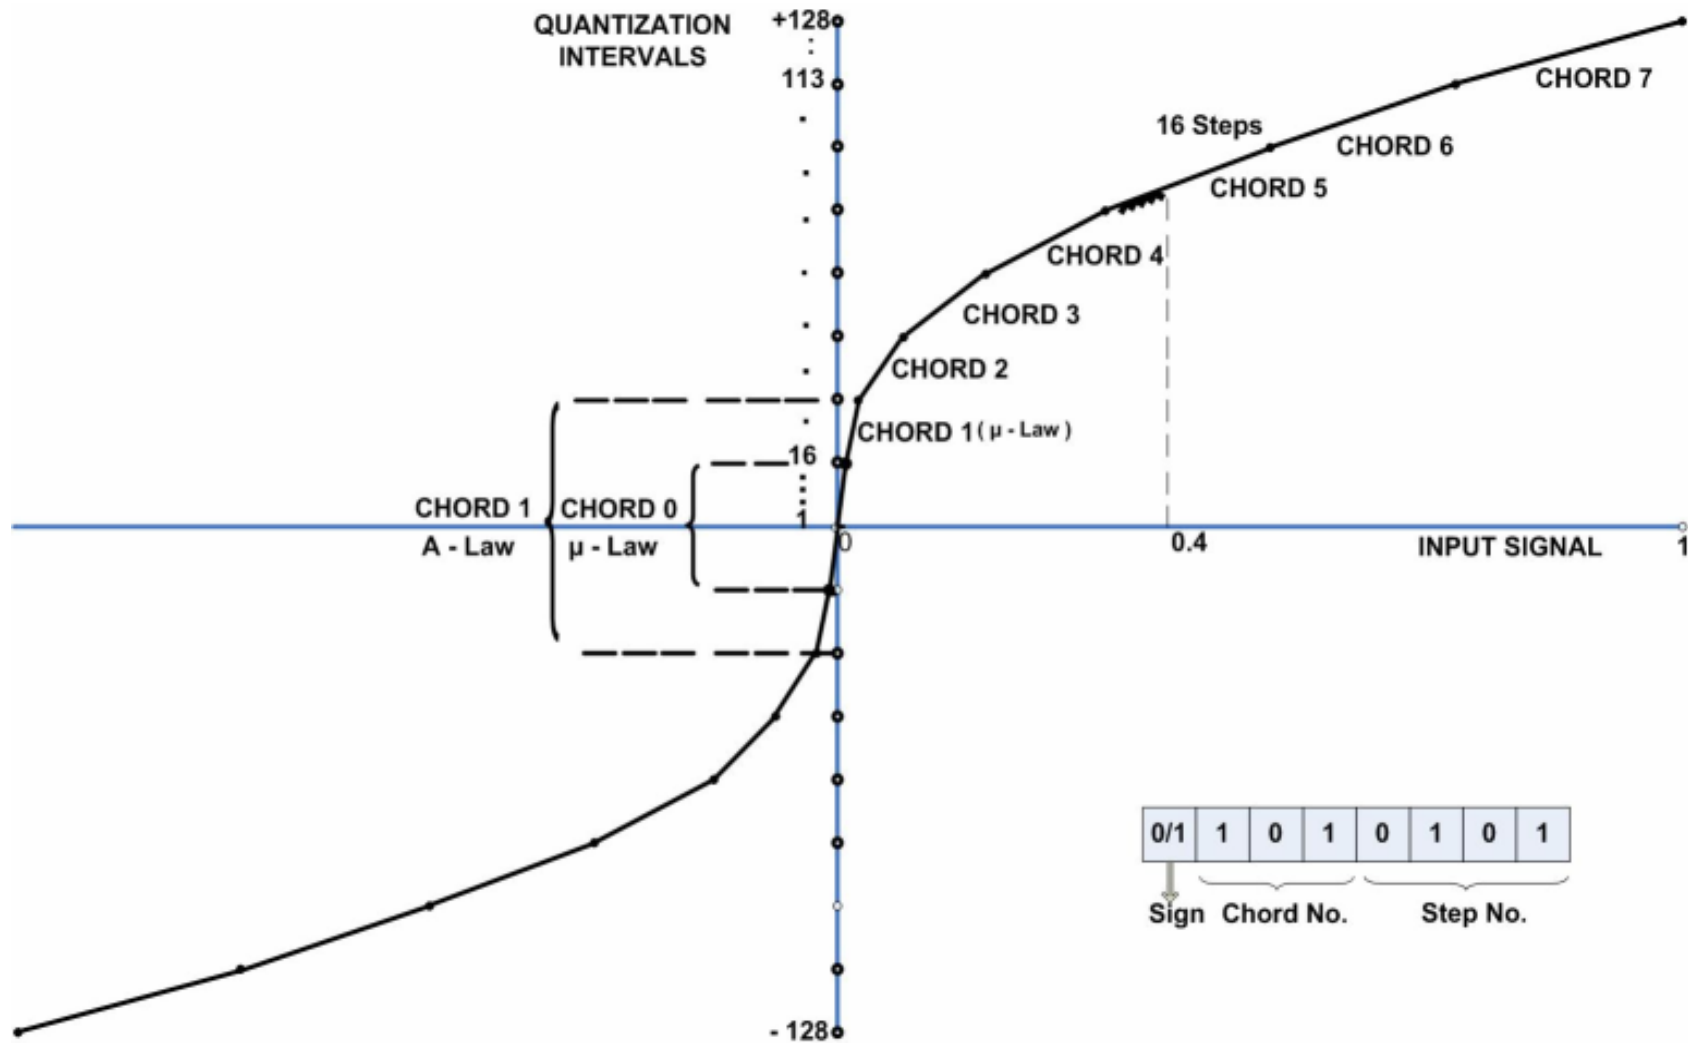 QUANTIZATION
INTERVALS
+128
113
CHORD 7
16 Steps
CHORD 6
CHORD 5
CHORD 4
CHORD 3
CHORD 2
CHORD 1 ( µ - Law )
16
CHORD 1
A - Law
CHORD 0
µ - Law
1
0
0.4
INPUT SIGNAL
1
0/1 1 0 1 0 1 0 1
Sign Chord No. Step No.
- 128